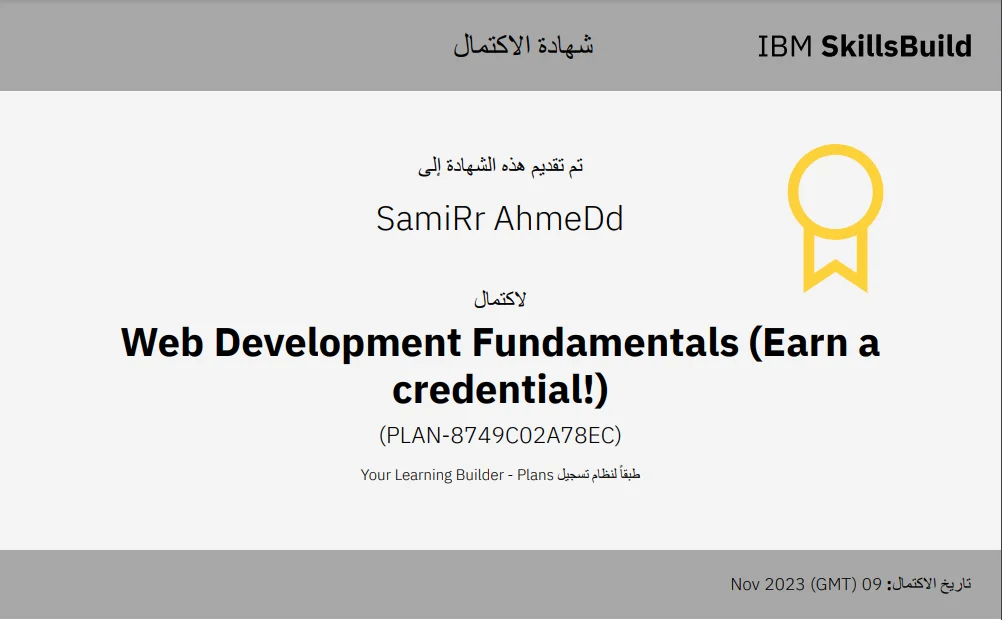 شهادة الاكتمال
IBM SkillsBuild
تم تقديم هذه الشهادة إلى
SamiRr AhmeDd
لاكتمال
Web Development Fundamentals (Earn a
credential!)
(PLAN-8749C02A78EC)
طبقاً لنظام تسجيل Your Learning Builder - Plans
تاريخ الاكتمال: 09 Nov 2023 (GMT)